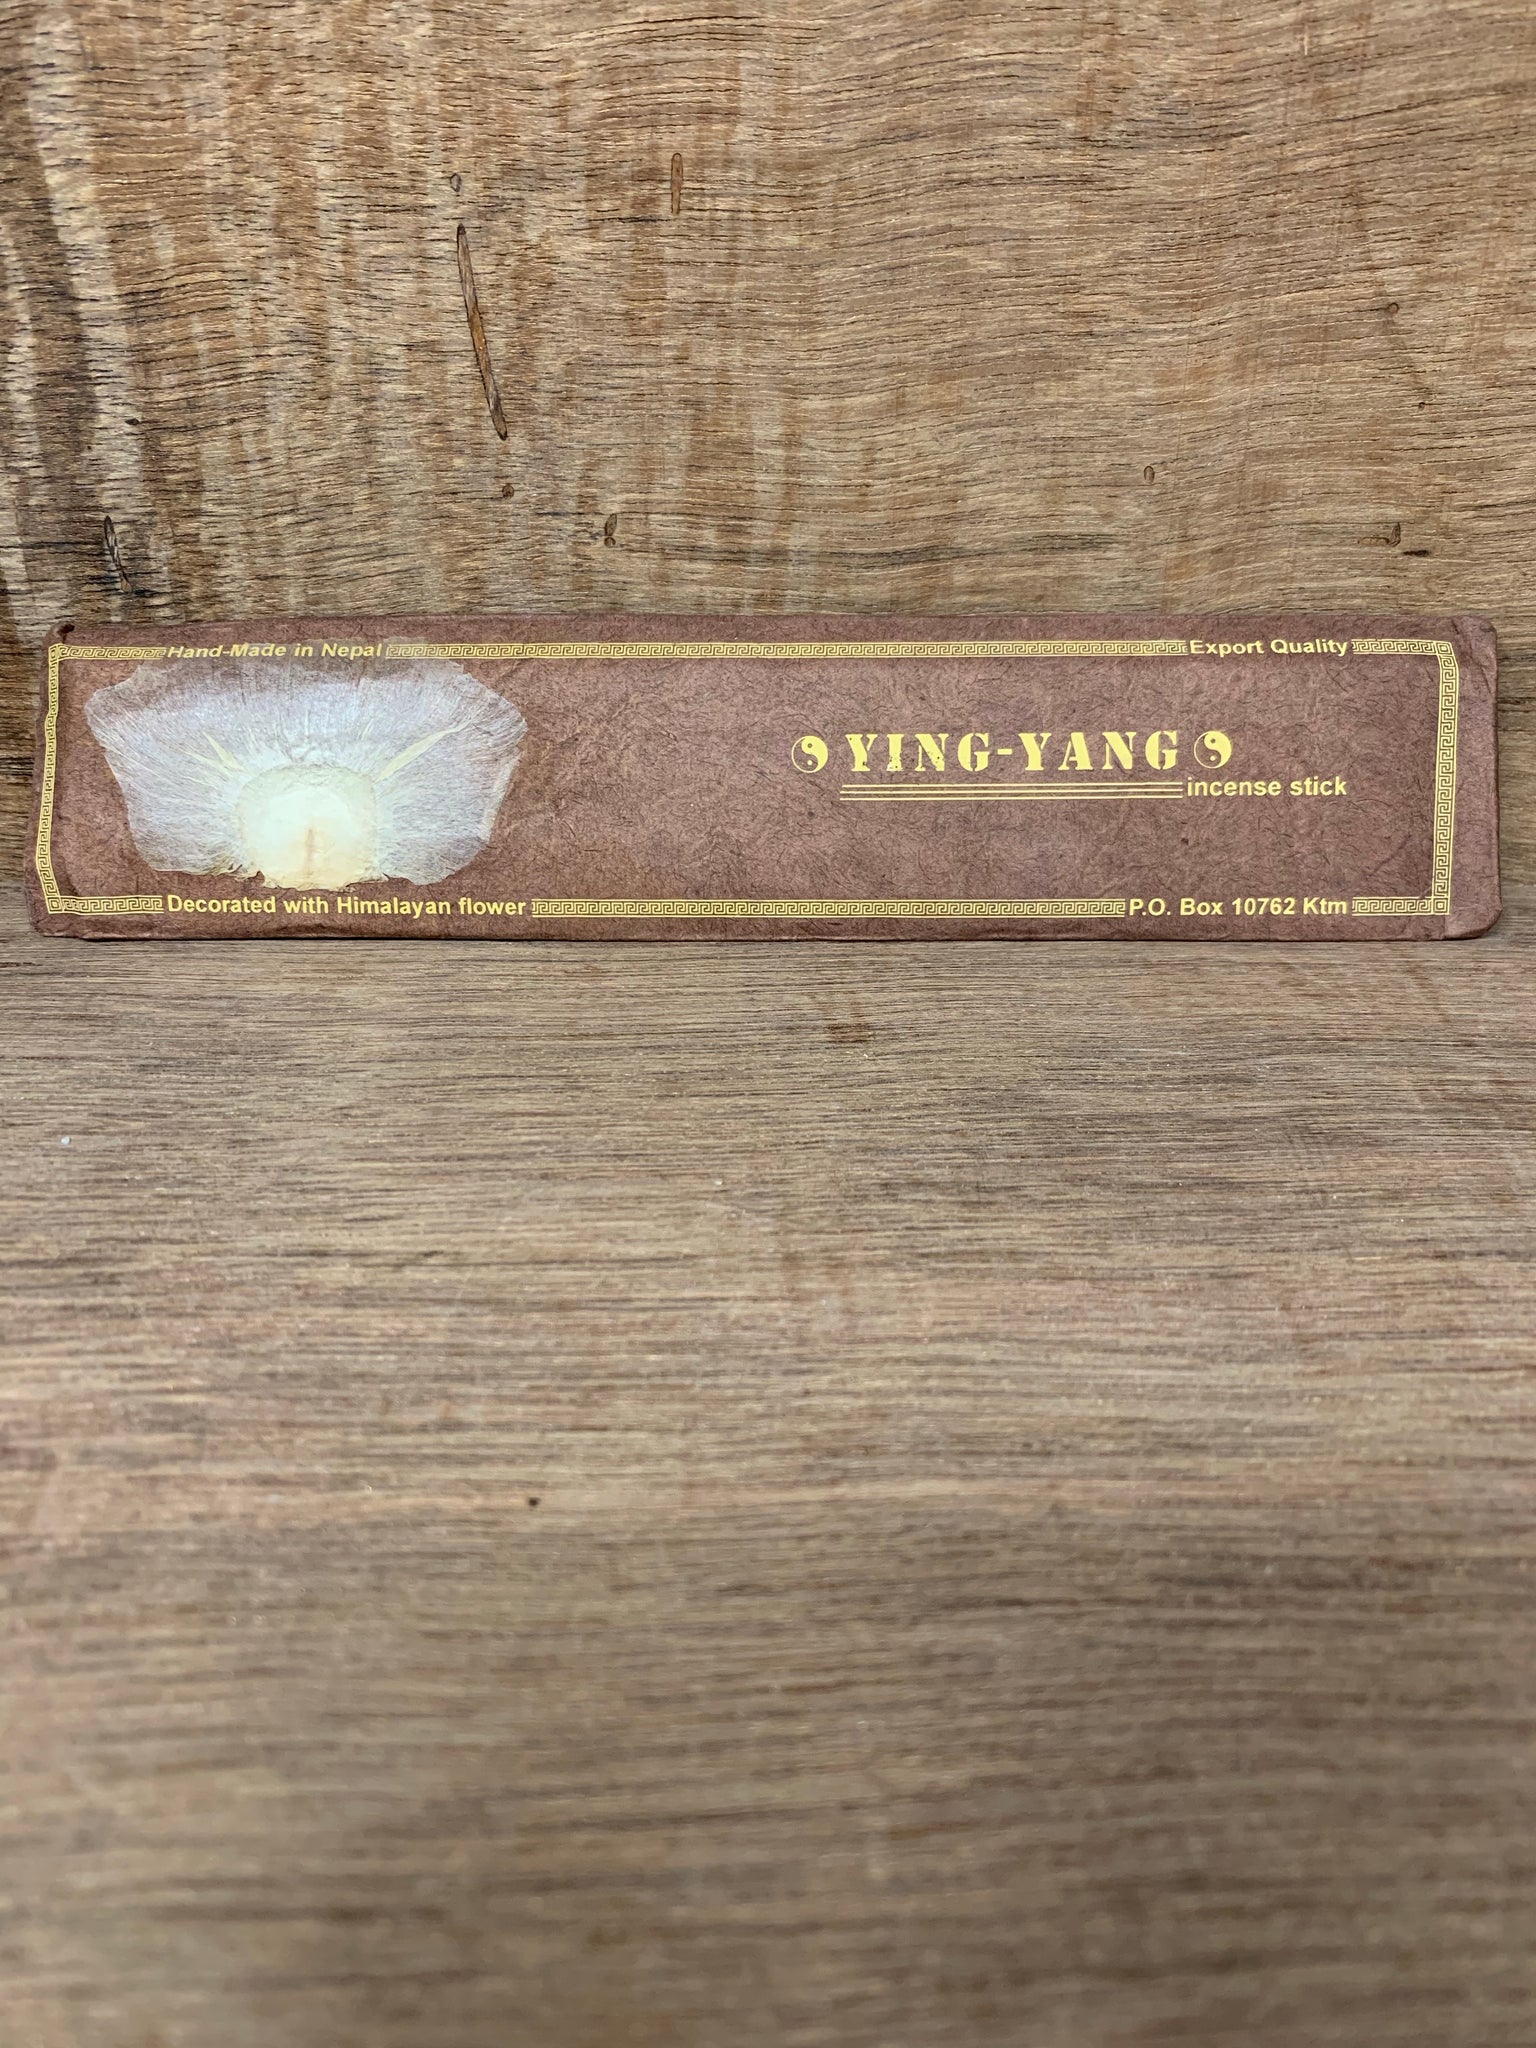 Hand-Made in Nepal
Export Quality
YING-YANG
incense stick
Decorated with Himalayan flower
P.O. Box 10762 Ktm